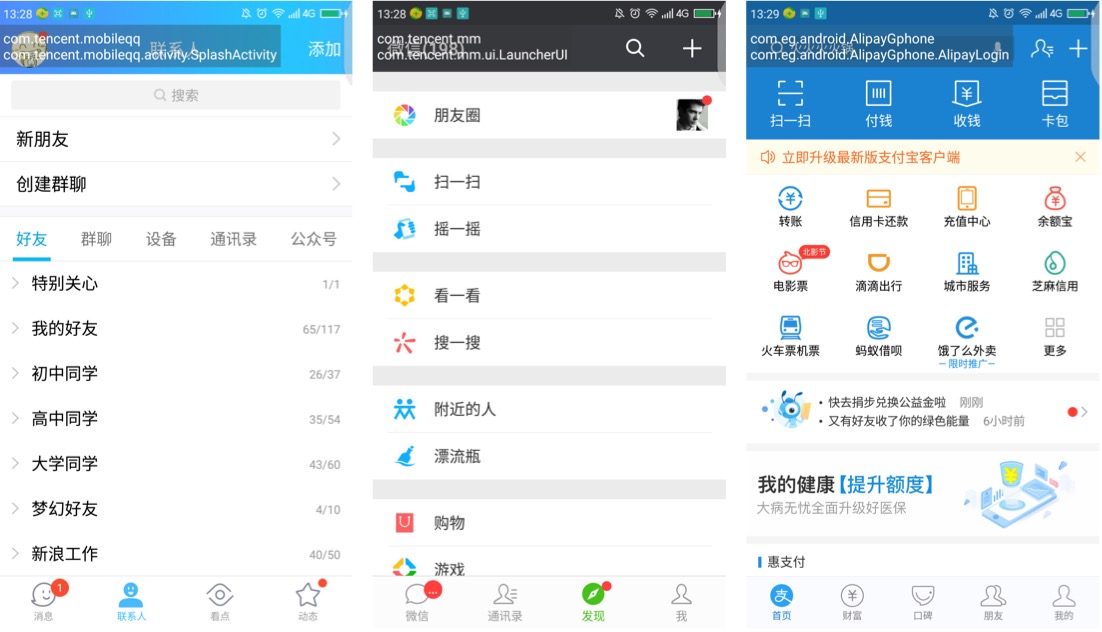 13:28
4G
com.tencent.mobileqq
com.tencent.mobileqq.activity.SplashActivity
联系人
添加
搜索
新朋友
创建群聊
好友 群聊 设备 通讯录 公众号
特别关心 1/1
我的好友 65/117
初中同学 26/37
高中同学 35/54
大学同学 43/60
梦幻好友 4/10
新浪工作 40/50
1
消息 联系人 看点 动态
13:28
4G
com.tencent.mm
com.tencent.mm.ui.LauncherUI
微信(198)
朋友圈
扫一扫
摇一摇
看一看
搜一搜
附近的人
漂流瓶
购物
游戏
微信 通讯录 发现 我
13:29
4G
com.eg.android.AlipayGphone
com.eg.android.AlipayGphone.AlipayLogin
扫一扫 付钱 收钱 卡包
立即升级最新版支付宝客户端
转账 信用卡还款 充值中心 余额宝
北影节
电影票 滴滴出行 城市服务 芝麻信用
火车票机票 蚂蚁借呗 饿了么外卖 更多
限时推广
快去捐步兑换公益金啦 刚刚
又有好友收了你的绿色能量 6小时前
我的健康【提升额度】
大病无忧全面升级好医保
惠支付
支
首页 财富 口碑 朋友 我的